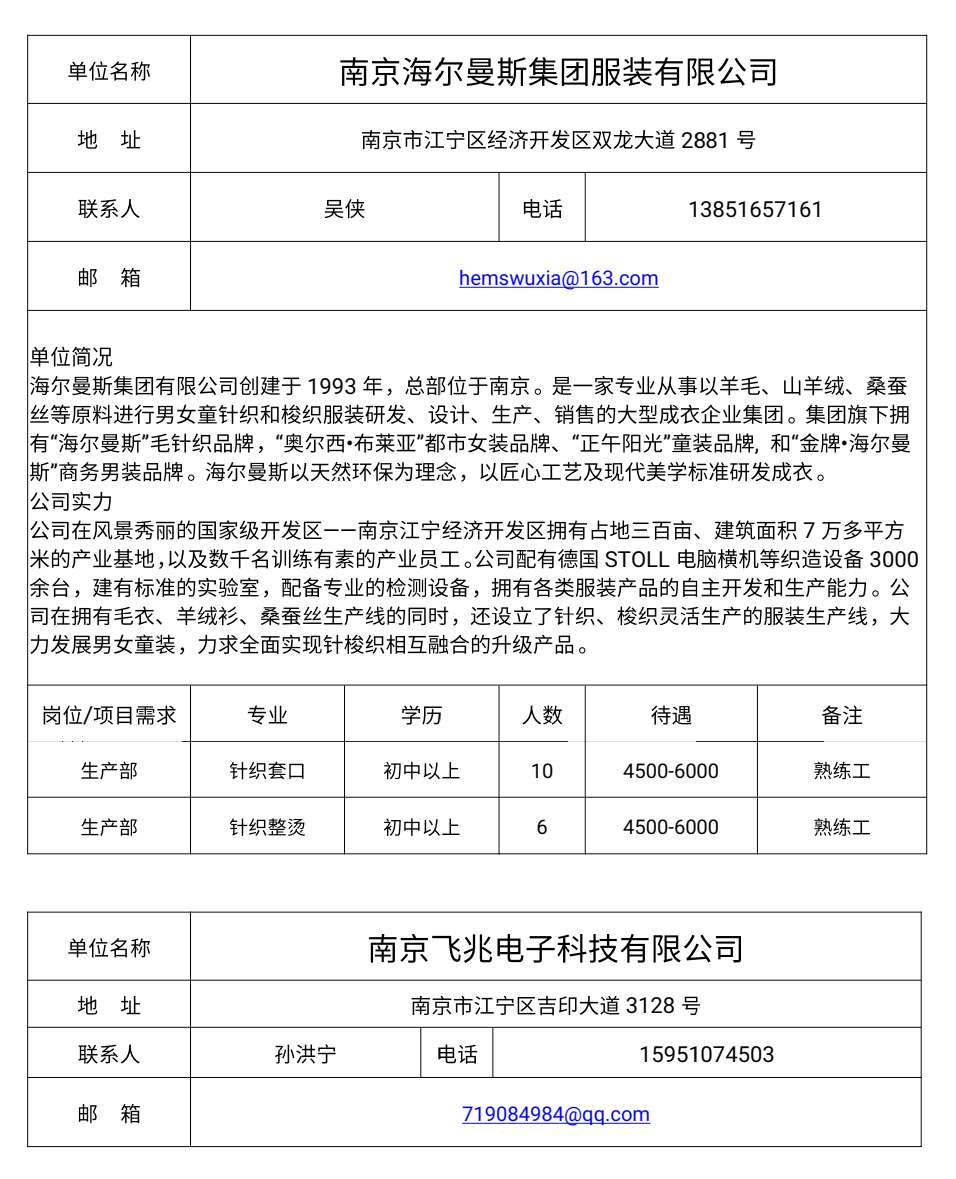 单位名称 南京海尔曼斯集团服装有限公司
地 址 南京市江宁区经济开发区双龙大道 2881 号
联系人 吴侠 电话 13851657161
邮 箱 hemswuxia@163.com
单位简况
海尔曼斯集团有限公司创建于 1993 年，总部位于南京。是一家专业从事以羊毛、山羊绒、桑蚕
丝等原料进行男女童针织和梭织服装研发、设计、生产、销售的大型成衣企业集团。集团旗下拥
有“海尔曼斯”毛针织品牌，“奥尔西•布莱亚”都市女装品牌、“正午阳光”童装品牌, 和“金牌•海尔曼
斯”商务男装品牌。海尔曼斯以天然环保为理念，以匠心工艺及现代美学标准研发成衣。
公司实力
公司在风景秀丽的国家级开发区——南京江宁经济开发区拥有占地三百亩、建筑面积 7 万多平方
米的产业基地，以及数千名训练有素的产业员工。公司配有德国 STOLL 电脑横机等织造设备 3000
余台，建有标准的实验室，配备专业的检测设备，拥有各类服装产品的自主开发和生产能力。公
司在拥有毛衣、羊绒衫、桑蚕丝生产线的同时，还设立了针织、梭织灵活生产的服装生产线，大
力发展男女童装，力求全面实现针梭织相互融合的升级产品。
岗位/项目需求 专业 学历 人数 待遇 备注
生产部 针织套口 初中以上 10 4500-6000 熟练工
生产部 针织整烫 初中以上 6 4500-6000 熟练工
单位名称 南京飞兆电子科技有限公司
地 址 南京市江宁区吉印大道 3128 号
联系人 孙洪宁 电话 15951074503
邮 箱 719084984@qq.com